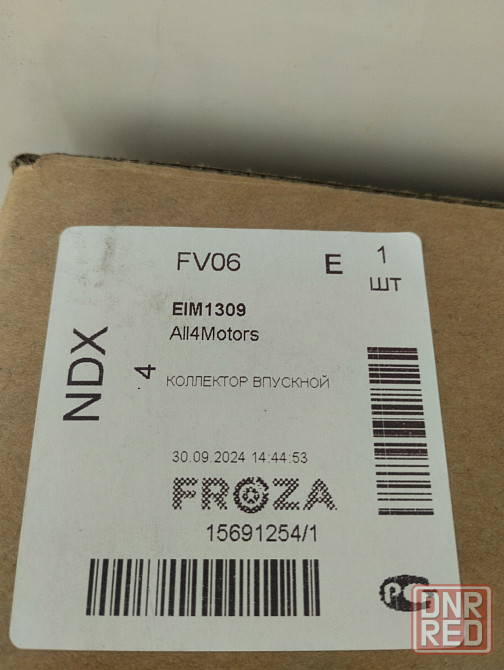 FV06 E 1
ШТ
EIM1309
All4Motors
NDX
4
КОЛЛЕКТОР ВПУСКНОЙ
30.09.2024 14:44:53
FROZA
15691254/1
РС
DNR
RED